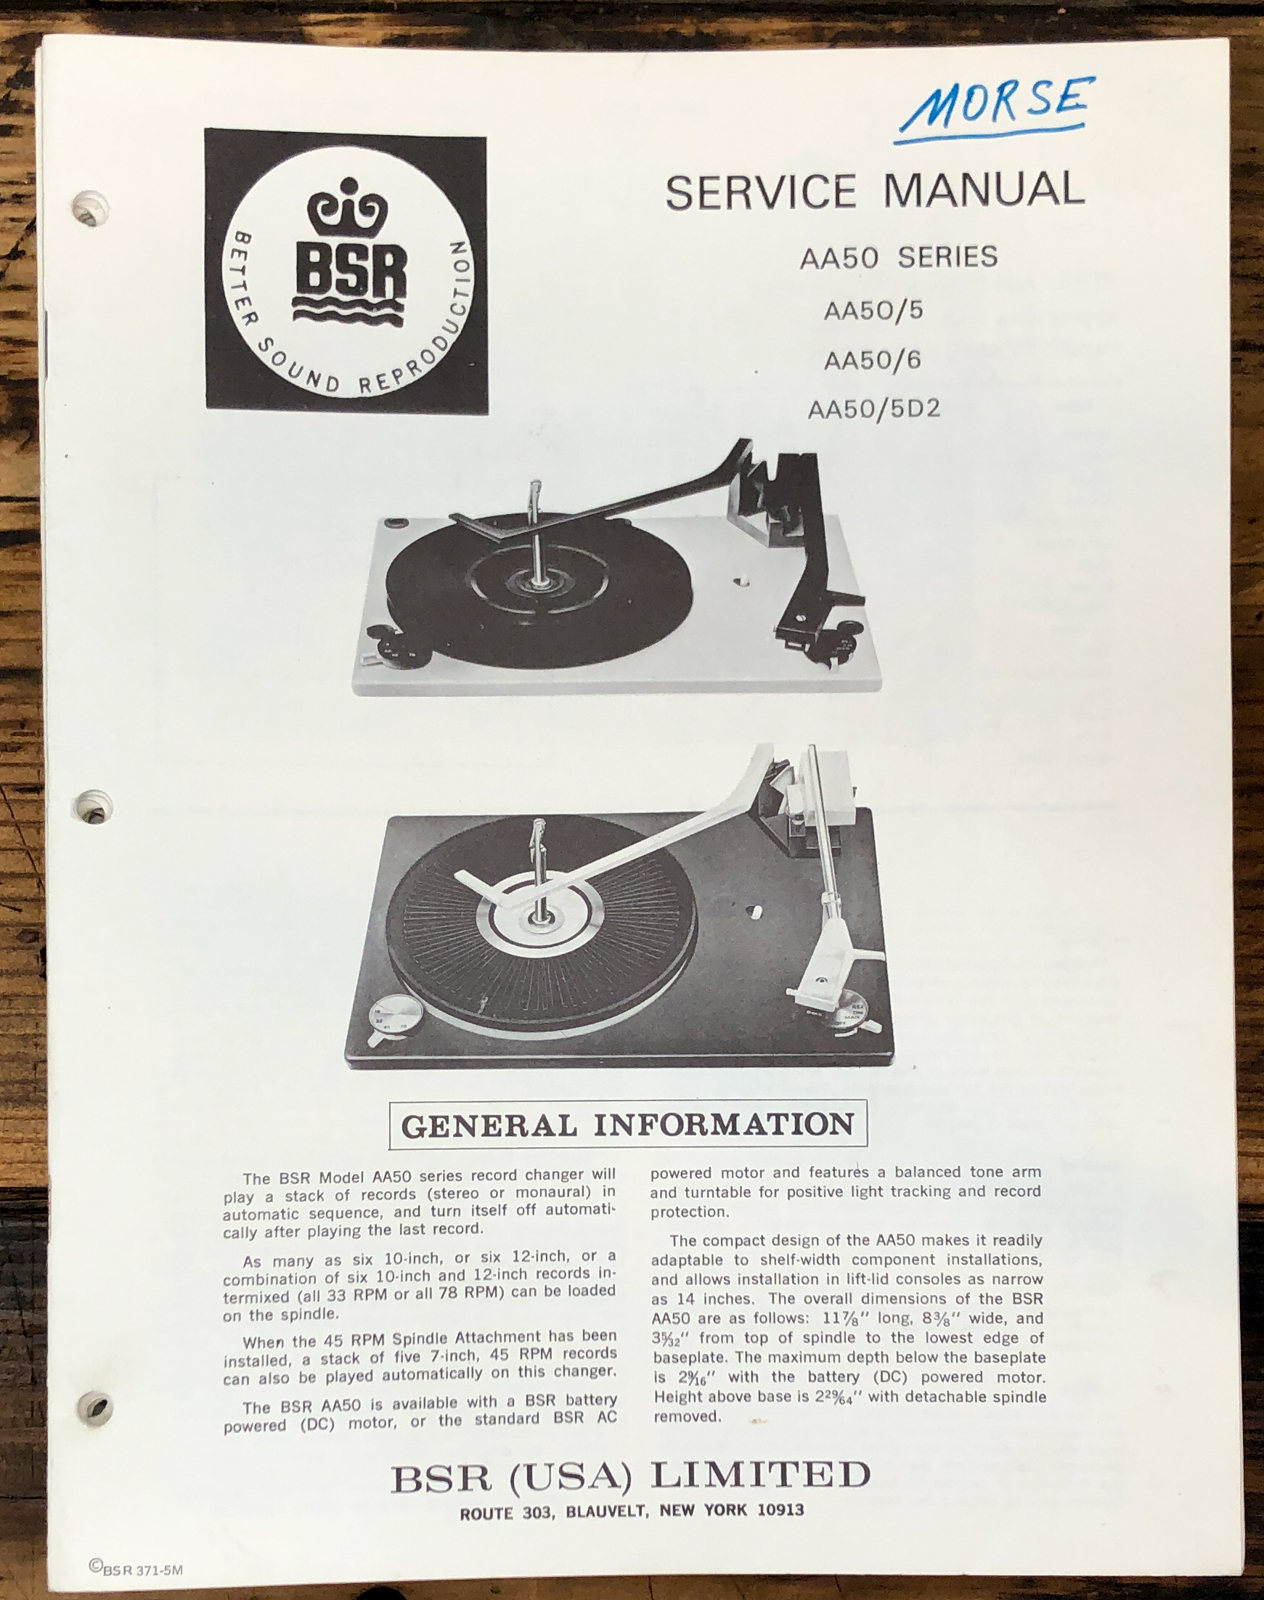 MORSE
BSR
BETTER SOUND REPRODUCTION
SERVICE MANUAL
AA50 SERIES
AA50/5
AA50/6
AA50/5D2
GENERAL INFORMATION
The BSR Model AA50 series record changer will
play a stack of records (stereo or monaural) in
automatic sequence, and turn itself off automati-
cally after playing the last record.
As many as six 10-inch, or six 12-inch, or a
combination of six 10-inch and 12-inch records in-
termixed (all 33 RPM or all 78 RPM) can be loaded
on the spindle.
When the 45 RPM Spindle Attachment has been
installed, a stack of five 7-inch, 45 RPM records
can also be played automatically on this changer.
The BSR AA50 is available with a BSR battery
powered (DC) motor, or the standard BSR AC
powered motor and features a balanced tone arm
and turntable for positive light tracking and record
protection.
The compact design of the AA50 makes it readily
adaptable to shelf-width component installations,
and allows installation in lift-lid consoles as narrow
as 14 inches. The overall dimensions of the BSR
AA50 are as follows: 11⅞" long, 8⅜" wide, and
35/32" from top of spindle to the lowest edge of
baseplate. The maximum depth below the baseplate
is 29/16" with the battery (DC) powered motor.
Height above base is 229/64" with detachable spindle
removed.
BSR (USA) LIMITED
ROUTE 303, BLAUVELT, NEW YORK 10913
©BSR 371-5M